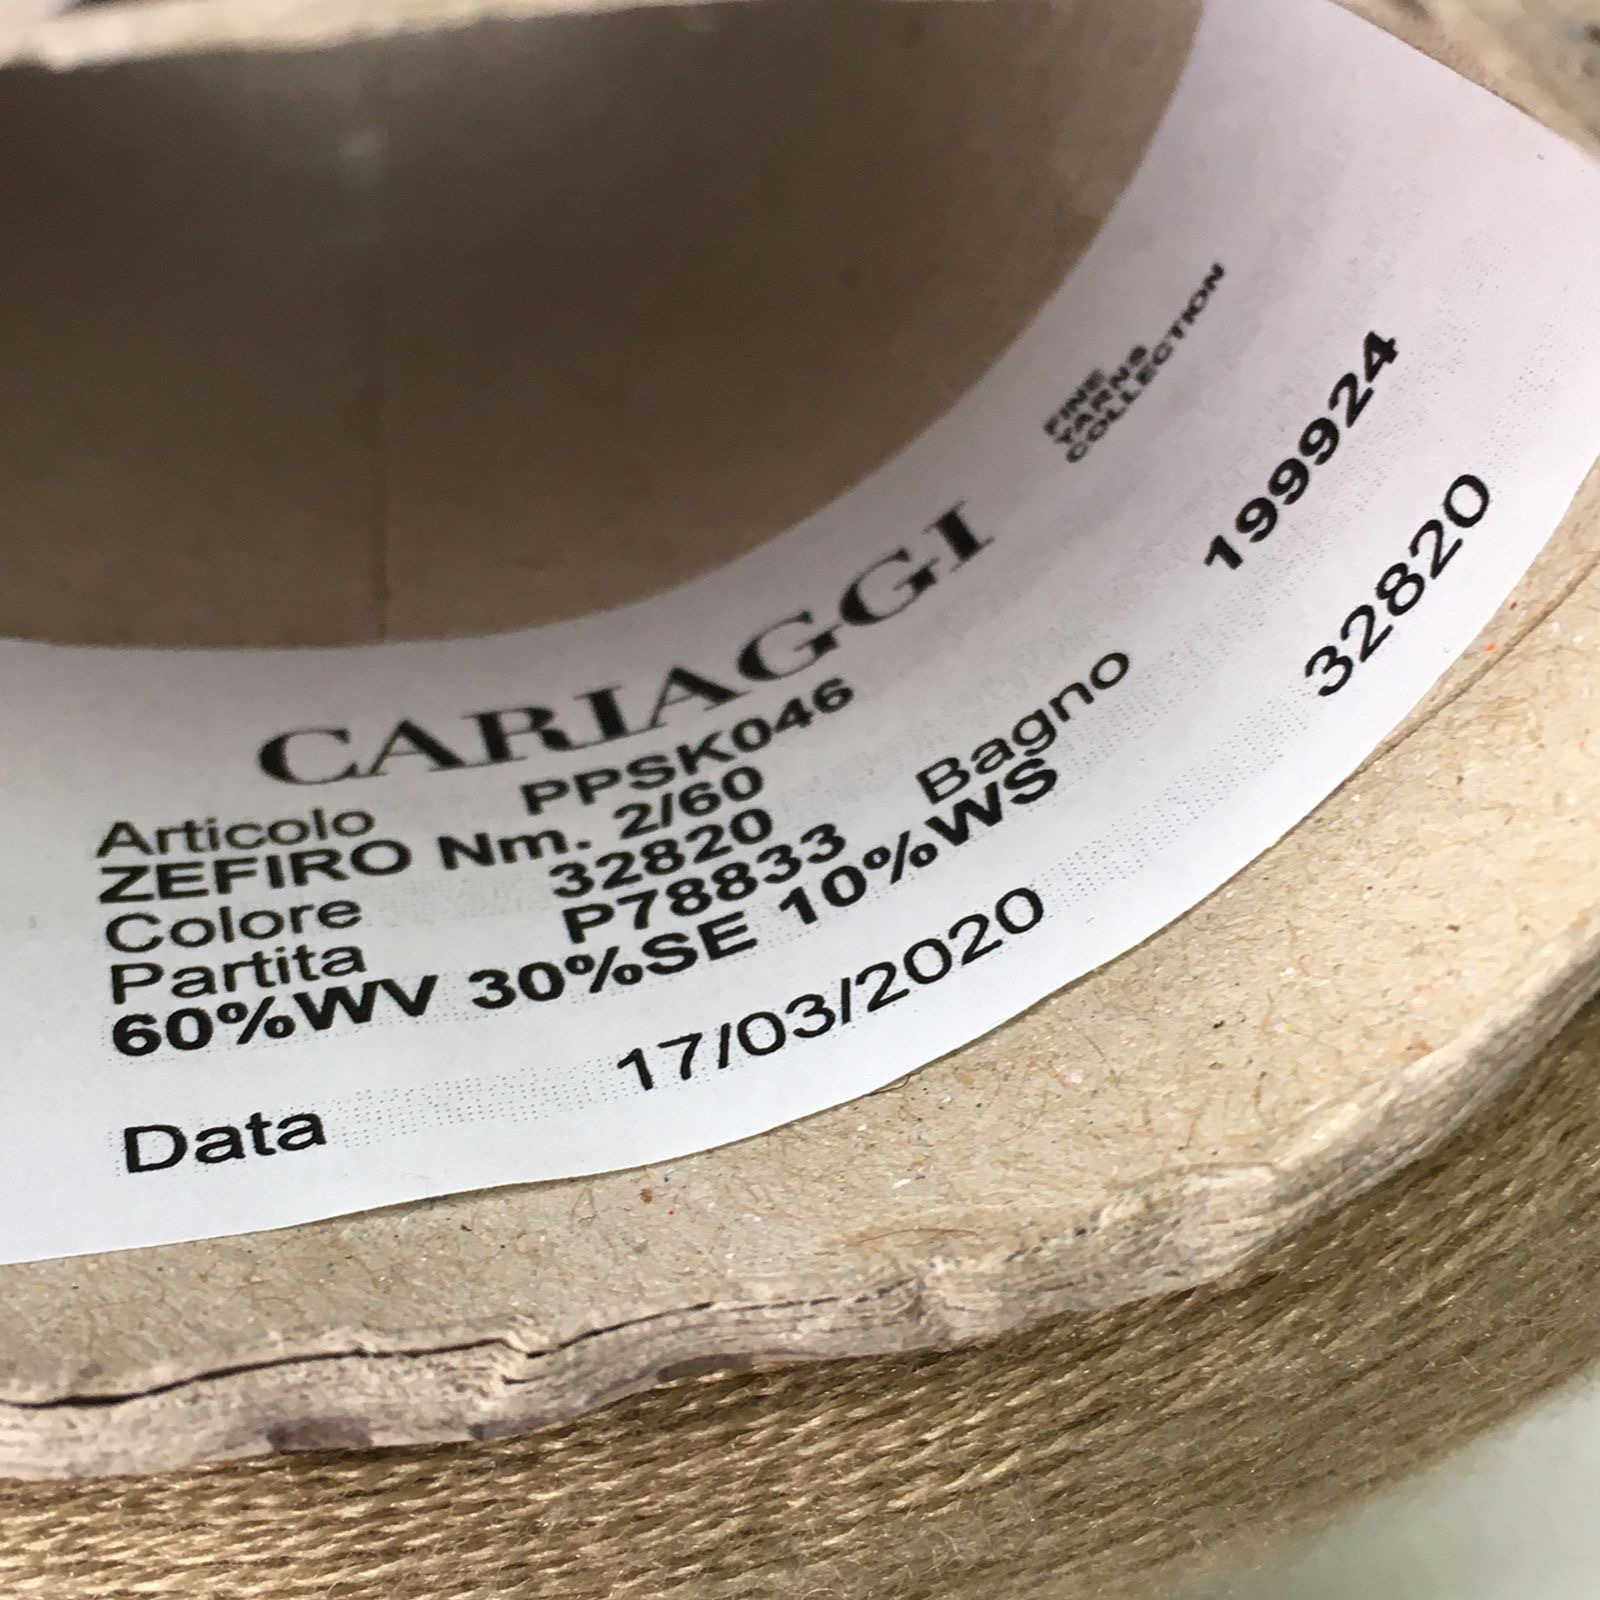 CARIAGGI
FINE
YARNS
COLLECTION
Articolo PPSK046
ZEFIRO Nm. 2/60
Colore 32820
Partita P78833 Bagno 199924
60%WV 30%SE 10%WS 32820
Data 17/03/2020